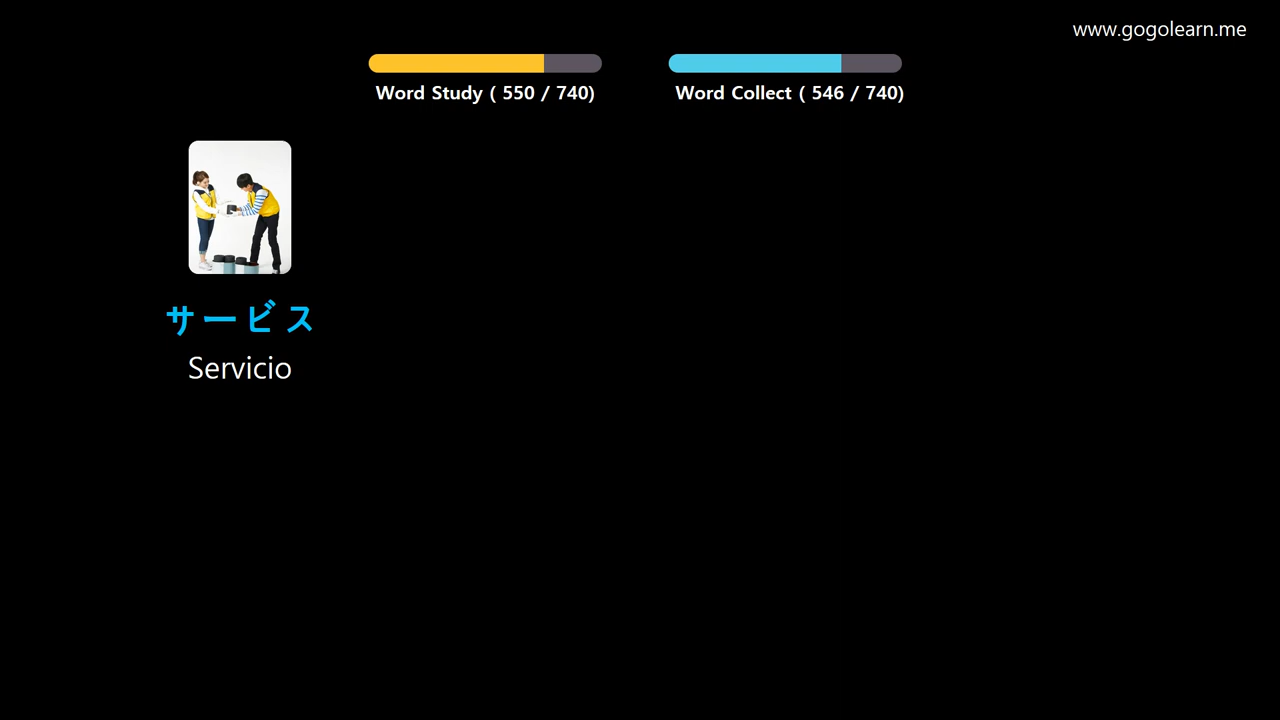 www.gogolearn.me
Word Study ( 550 / 740)
Word Collect ( 546 / 740)
サービス
Servicio